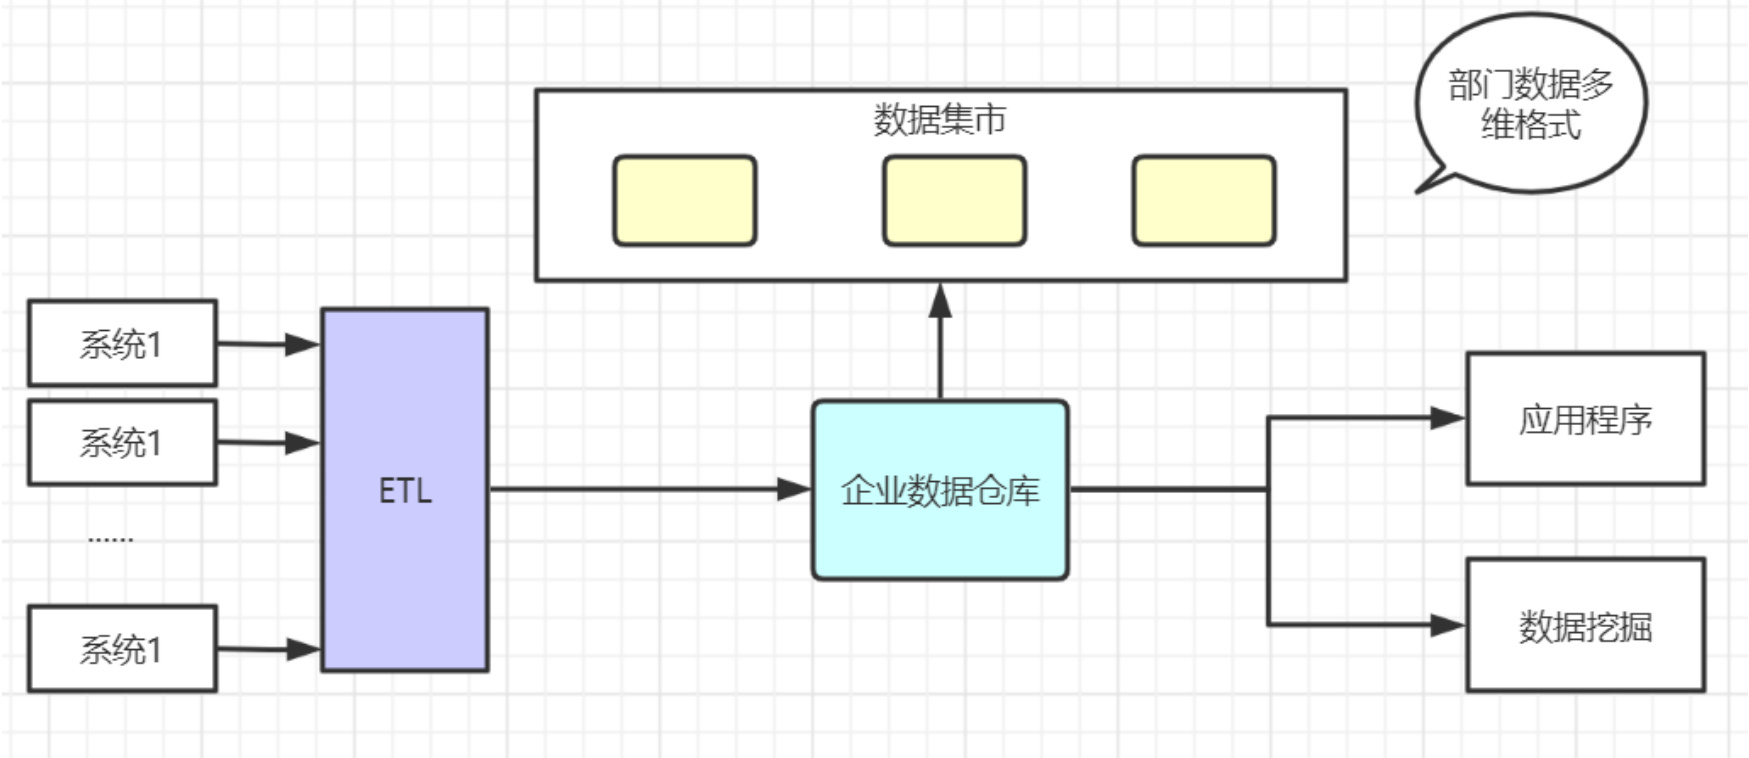 部门数据多
维格式
数据集市
系统1
系统1
......
系统1
ETL
企业数据仓库
应用程序
数据挖掘